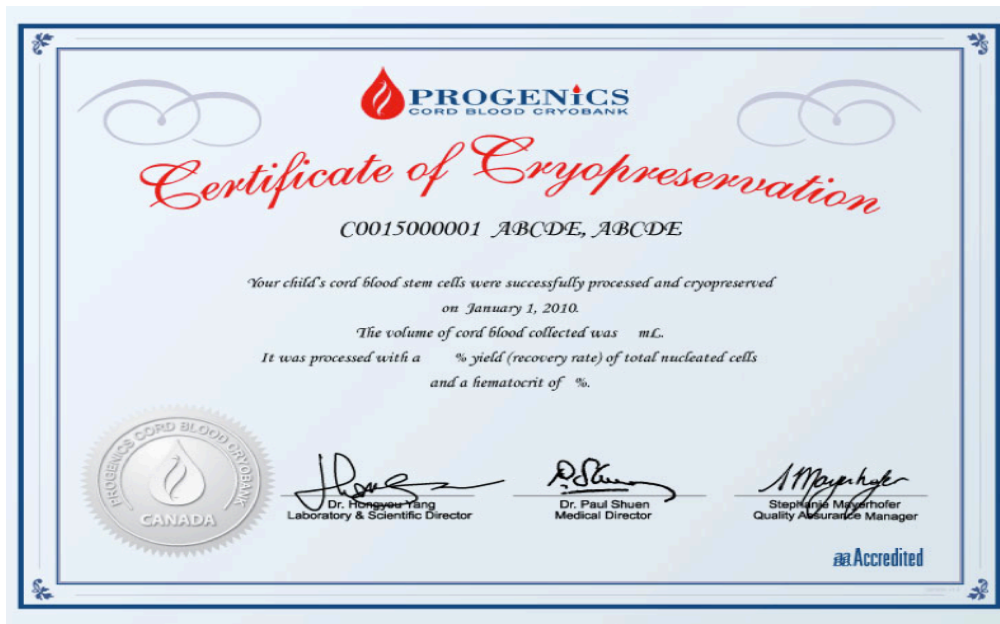 PROGENiCS
CORD BLOOD CRYOBANK
Certificate of Cryopreservation
C0015000001 ABCDE, ABCDE
Your child's cord blood stem cells were successfully processed and cryopreserved
on January 1, 2010.
The volume of cord blood collected was mL.
It was processed with a % yield (recovery rate) of total nucleated cells
and a hematocrit of %.
PROGENICS CORD BLOOD CRYOBANK
CANADA
Dr. Hongyou Yang
Laboratory & Scientific Director
Dr. Paul Shuen
Medical Director
Stephanie Mayerhofer
Quality Assurance Manager
Accredited